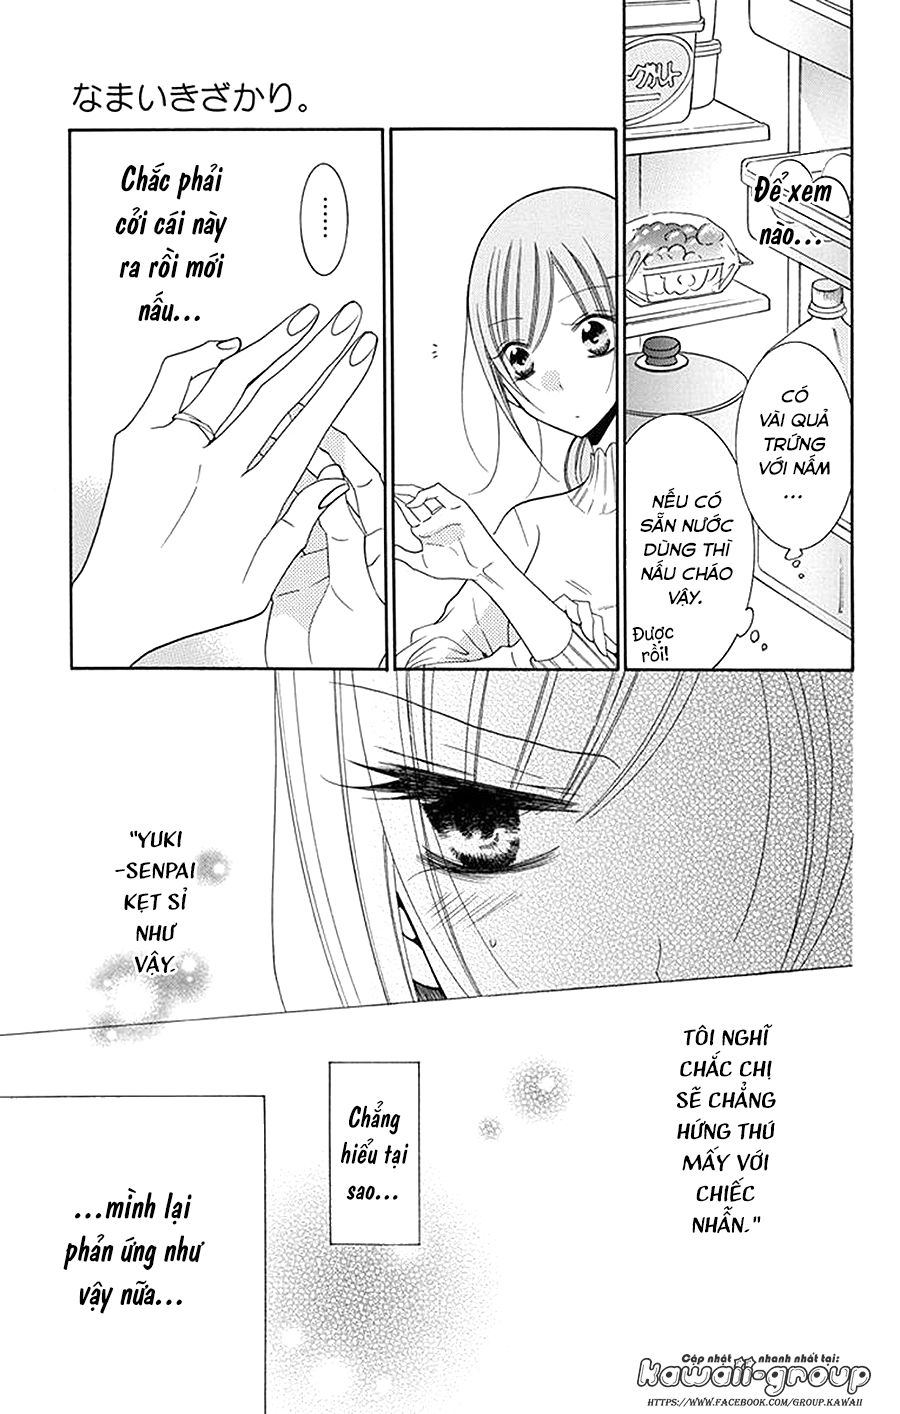 なまいきざかり。
Để xem
nào...
CÓ
VÀI QUẢ
TRỨNG
VỚI NẤM
...
NẾU CÓ
SẴN NƯỚC
DÙNG THÌ
NẤU CHÁO
VẬY.
Được
rồi!
......
Chắc phải
cởi cái này
ra rồi mới
nấu...
"YUKI
-SENPAI
KẸT SỈ
NHƯ
VẬY,
TÔI NGHĨ
CHẮC CHỊ
SẼ CHẲNG
HỨNG THÚ
MẤY VỚI
CHIẾC
NHẪN."
Chẳng
hiểu tại
sao...
...mình lại
phản ứng như
vậy nữa...
Cập nhật nhanh nhất tại:
kawaii-group
HTTPS://WWW.FACEBOOK.COM/GROUP.KAWAII